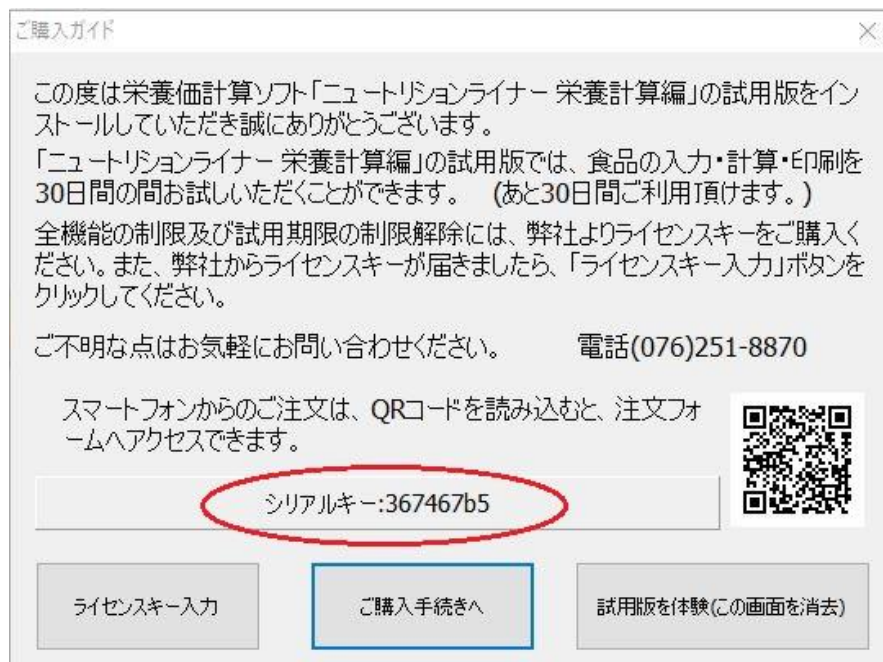 ご購入ガイド
この度は栄養価計算ソフト「ニュートリションライナー 栄養計算編」の試用版をイン
ストールしていただき誠にありがとうございます。
「ニュートリションライナー 栄養計算編」の試用版では、食品の入力・計算・印刷を
30日間の間お試しいただくことができます。 (あと30日間ご利用頂けます。)
全機能の制限及び試用期限の制限解除には、弊社よりライセンスキーをご購入く
ださい。また、弊社からライセンスキーが届きましたら、「ライセンスキー入力」ボタンを
クリックしてください。
ご不明な点はお気軽にお問い合わせください。 電話(076)251-8870
スマートフォンからのご注文は、QRコードを読み込むと、注文フォ
ームへアクセスできます。
シリアルキー:367467b5
ライセンスキー入力
ご購入手続きへ
試用版を体験(この画面を消去)